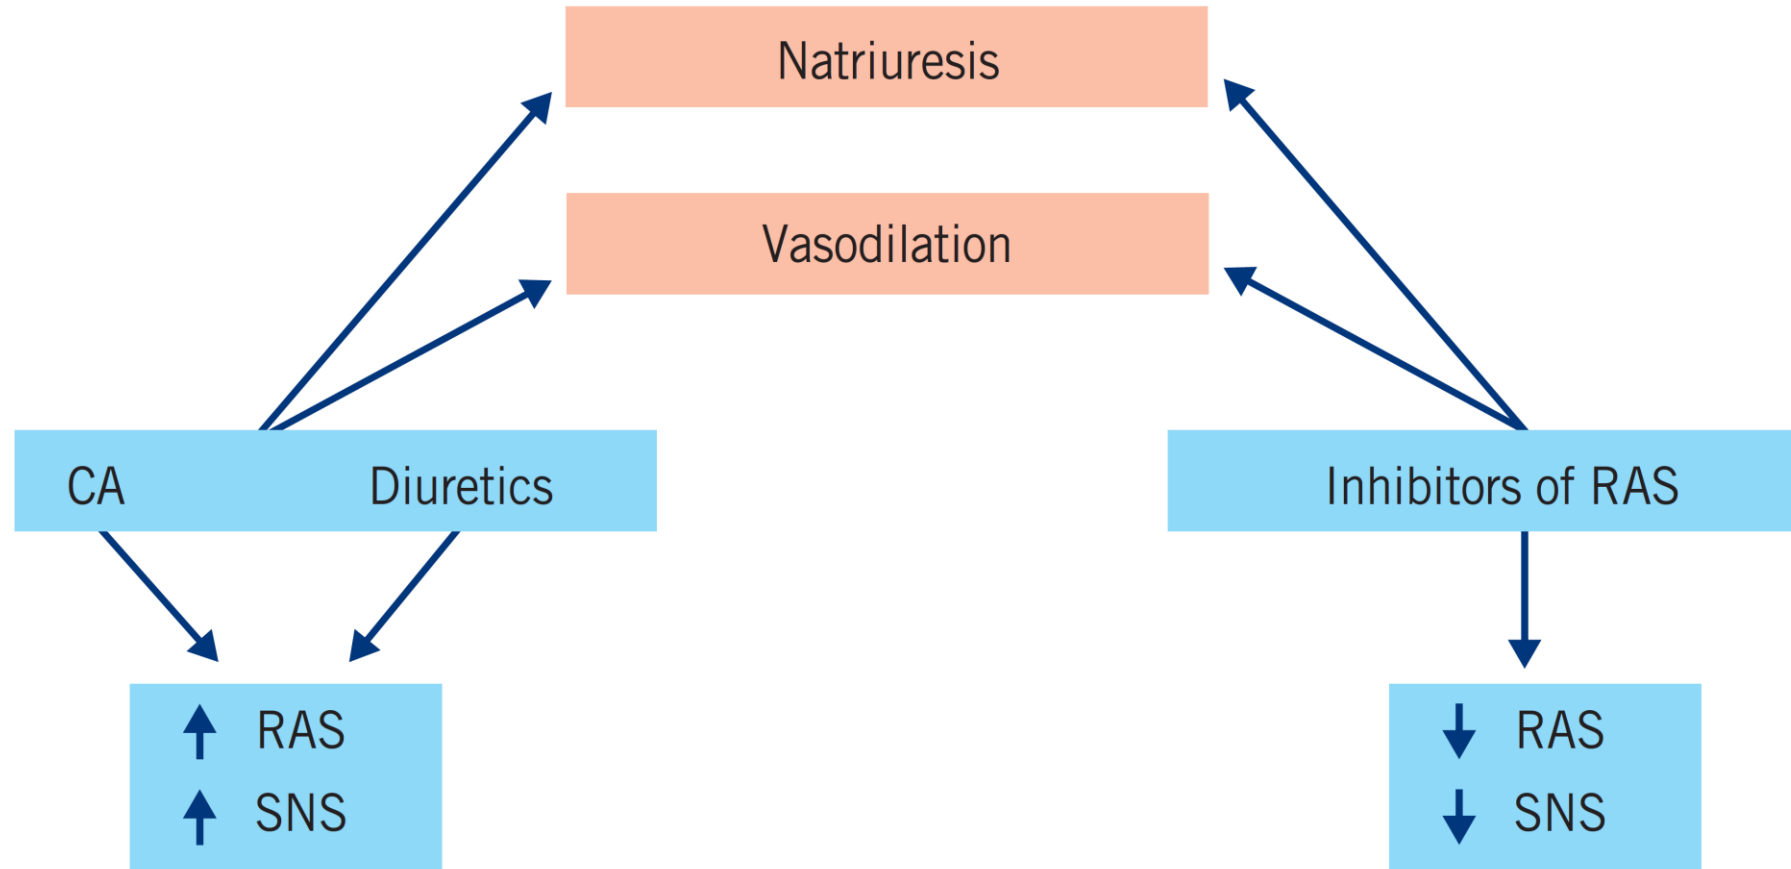 Natriuresis
Vasodilation
CA Diuretics
Inhibitors of RAS
RAS
SNS
RAS
SNS